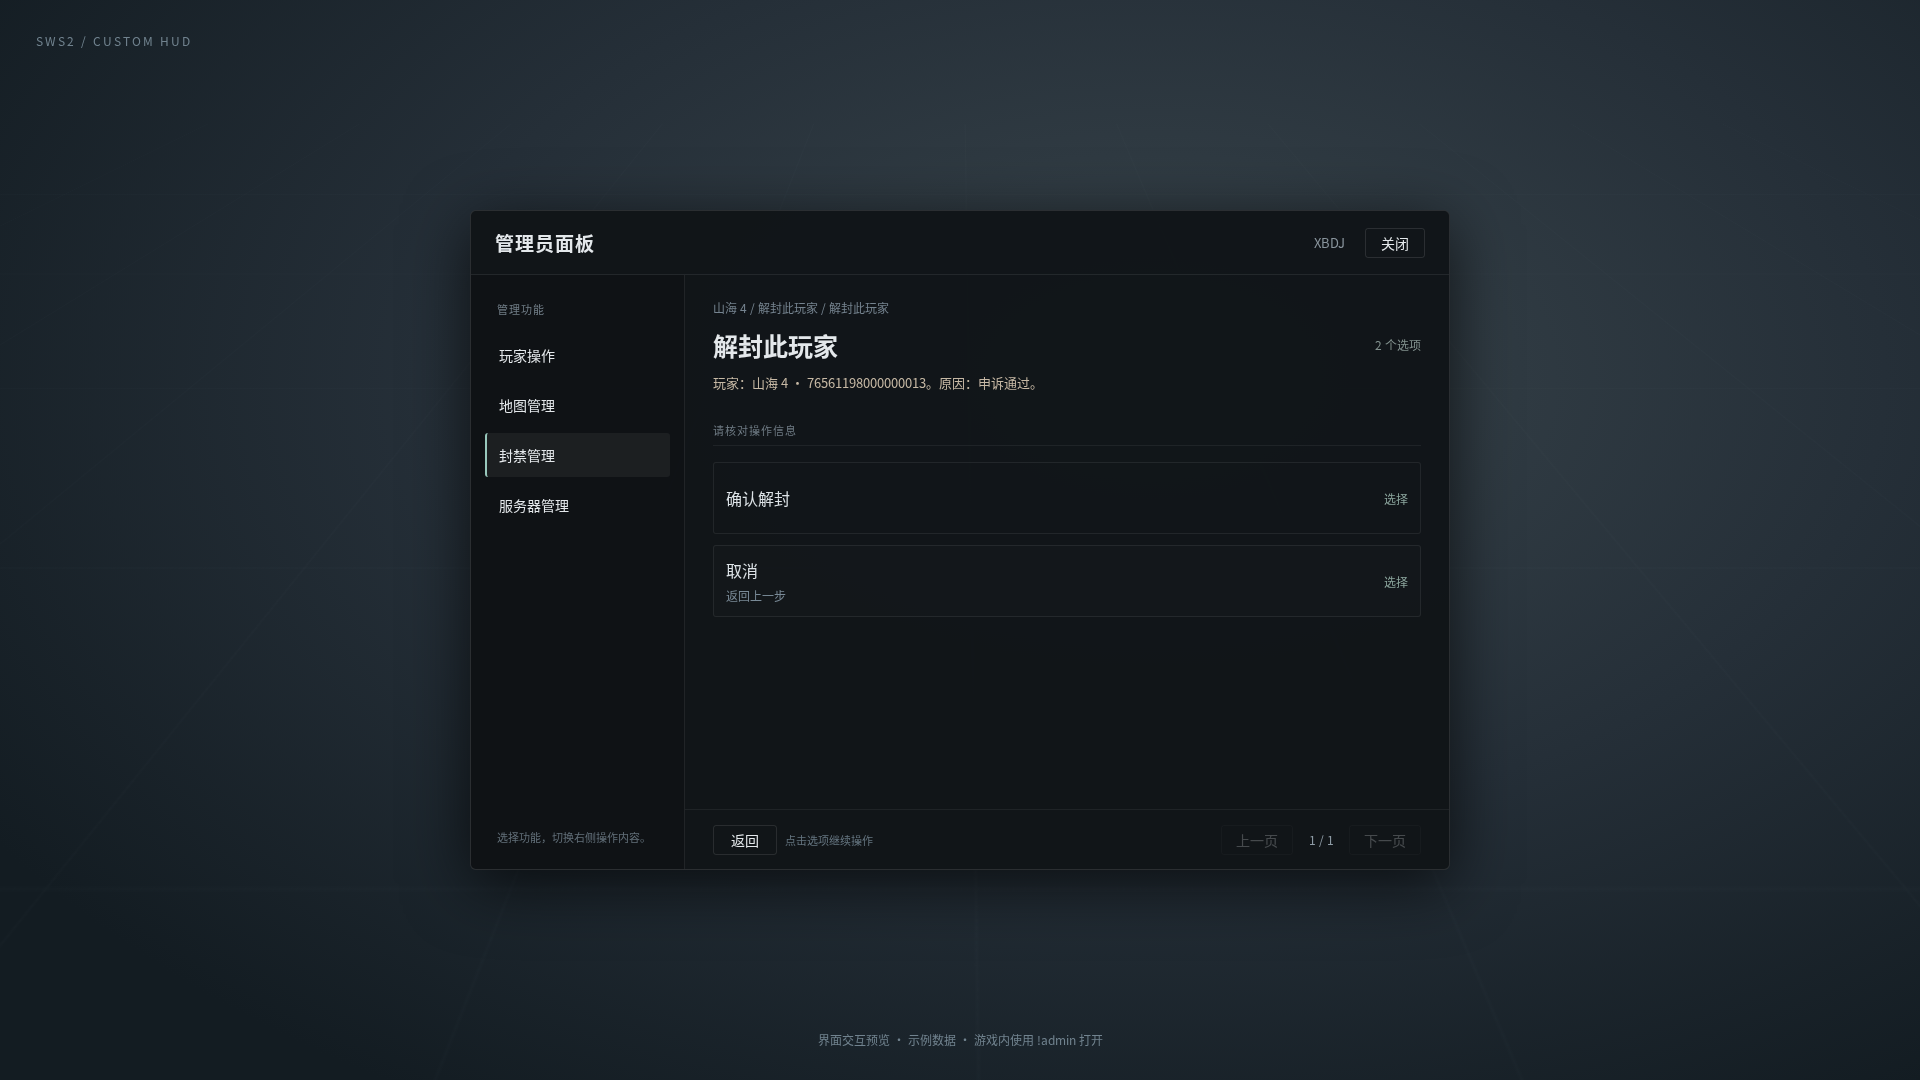 SWS2 / CUSTOM HUD
管理员面板
XBDJ
关闭
管理功能
玩家操作
地图管理
封禁管理
服务器管理
选择功能，切换右侧操作内容。
山海 4 / 解封此玩家 / 解封此玩家
解封此玩家
2 个选项
玩家：山海 4 · 76561198000000013。原因：申诉通过。
请核对操作信息
确认解封
选择
取消
返回上一步
选择
返回
点击选项继续操作
上一页
1 / 1
下一页
界面交互预览 · 示例数据 · 游戏内使用 !admin 打开